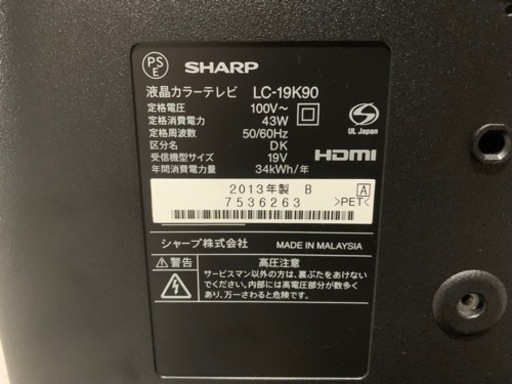 PSE SHARP
液晶カラーテレビ LC-19K90
定格電圧 100V～
定格消費電力 43W
定格周波数 50/60Hz
区分名 DK
受信機型サイズ 19V
年間消費電力量 34kWh/年
UL Japan
HDMI
2013年製 B
7536263
A
>PET<
シャープ株式会社 MADE IN MALAYSIA
⚠警告 高圧注意
サービスマン以外の方は、裏ぶたをあけない
でください。内部には高電圧部分が数多く
あり、万一さわると危険です。